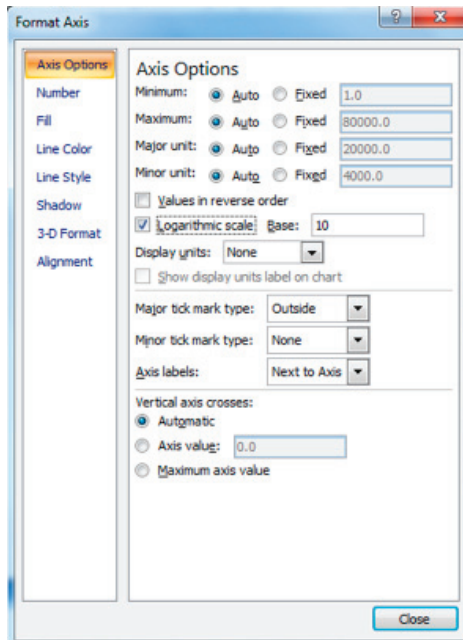 Format Axis
Axis Options
Number
Fill
Line Color
Line Style
Shadow
3-D Format
Alignment
Axis Options
Minimum: Auto Fixed 1.0
Maximum: Auto Fixed 80000.0
Major unit: Auto Fixed 20000.0
Minor unit: Auto Fixed 4000.0
Values in reverse order
Logarithmic scale Base: 10
Display units: None
Show display units label on chart
Major tick mark type: Outside
Minor tick mark type: None
Axis labels: Next to Axis
Vertical axis crosses:
Automatic
Axis value: 0.0
Maximum axis value
Close